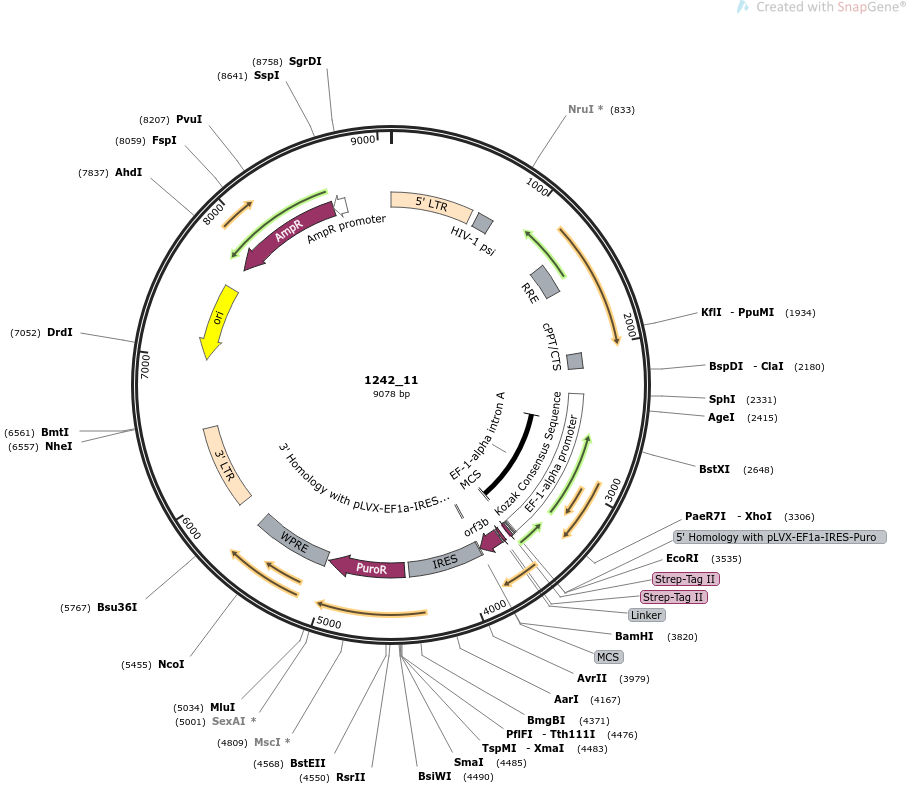 Created with SnapGene®
(8758) SgrDI
(8641) SspI
(8207) PvuI
(8059) FspI
(7837) AhdI
NruI * (833)
9000
1000
8000
5' LTR
HIV-1 psi
AmpR promoter
AmpR
RRE
ori
(7052) DrdI
7000
2000
cPPT/CTS
KflI - PpuMI (1934)
BspDI - ClaI (2180)
SphI (2331)
AgeI (2415)
1242_11
9078 bp
(6561) BmtI
(6557) NheI
3' LTR
3' Homology with pLVX-EF1a-IRES...
EF-1-alpha intron A
MCS
Kozak Consensus Sequence
EF-1-alpha promoter
BstXI (2648)
3000
PaeR7I - XhoI (3306)
5' Homology with pLVX-EF1a-IRES-Puro
EcoRI (3535)
Strep-Tag II
Strep-Tag II
Linker
BamHI (3820)
MCS
orf3b
WPRE
PuroR
IRES
6000
5000
4000
(5767) Bsu36I
(5455) NcoI
(5034) MluI
(5001) SexAI *
(4809) MscI *
(4568) BstEII
(4550) RsrII
AvrII (3979)
AarI (4167)
BmgBI (4371)
PflFI - Tth111I (4476)
TspMI - XmaI (4483)
SmaI (4485)
BsiWI (4490)